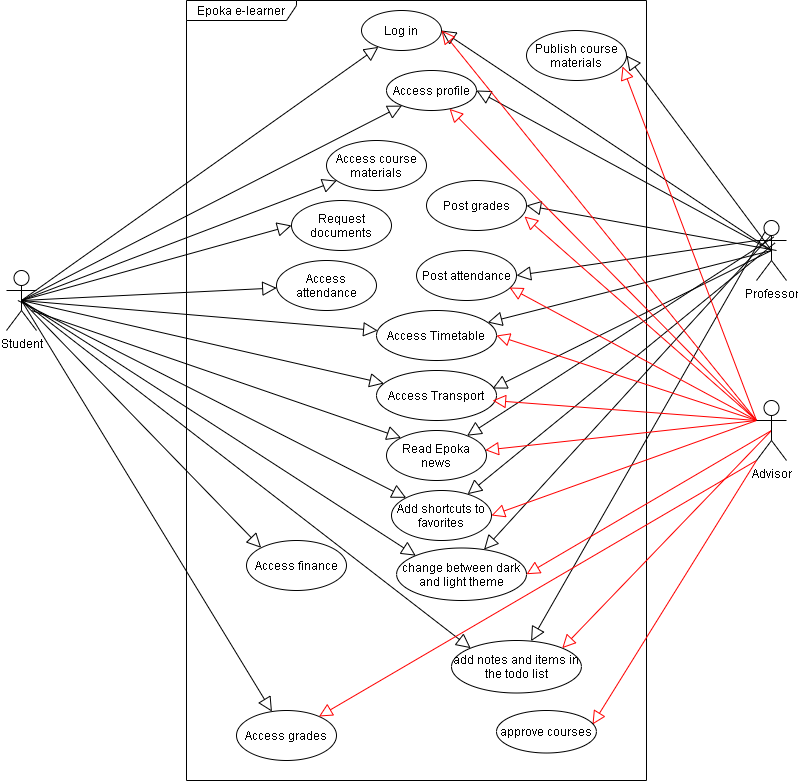 Epoka e-learner
Log in
Publish course
materials
Access profile
Access course
materials
Post grades
Request
documents
Post attendance
Access
attendance
Professor
Student
Access Timetable
Access Transport
Read Epoka
news
Advisor
Add shortcuts to
favorites
Access finance
change between dark
and light theme
add notes and items in
the todo list
Access grades
approve courses